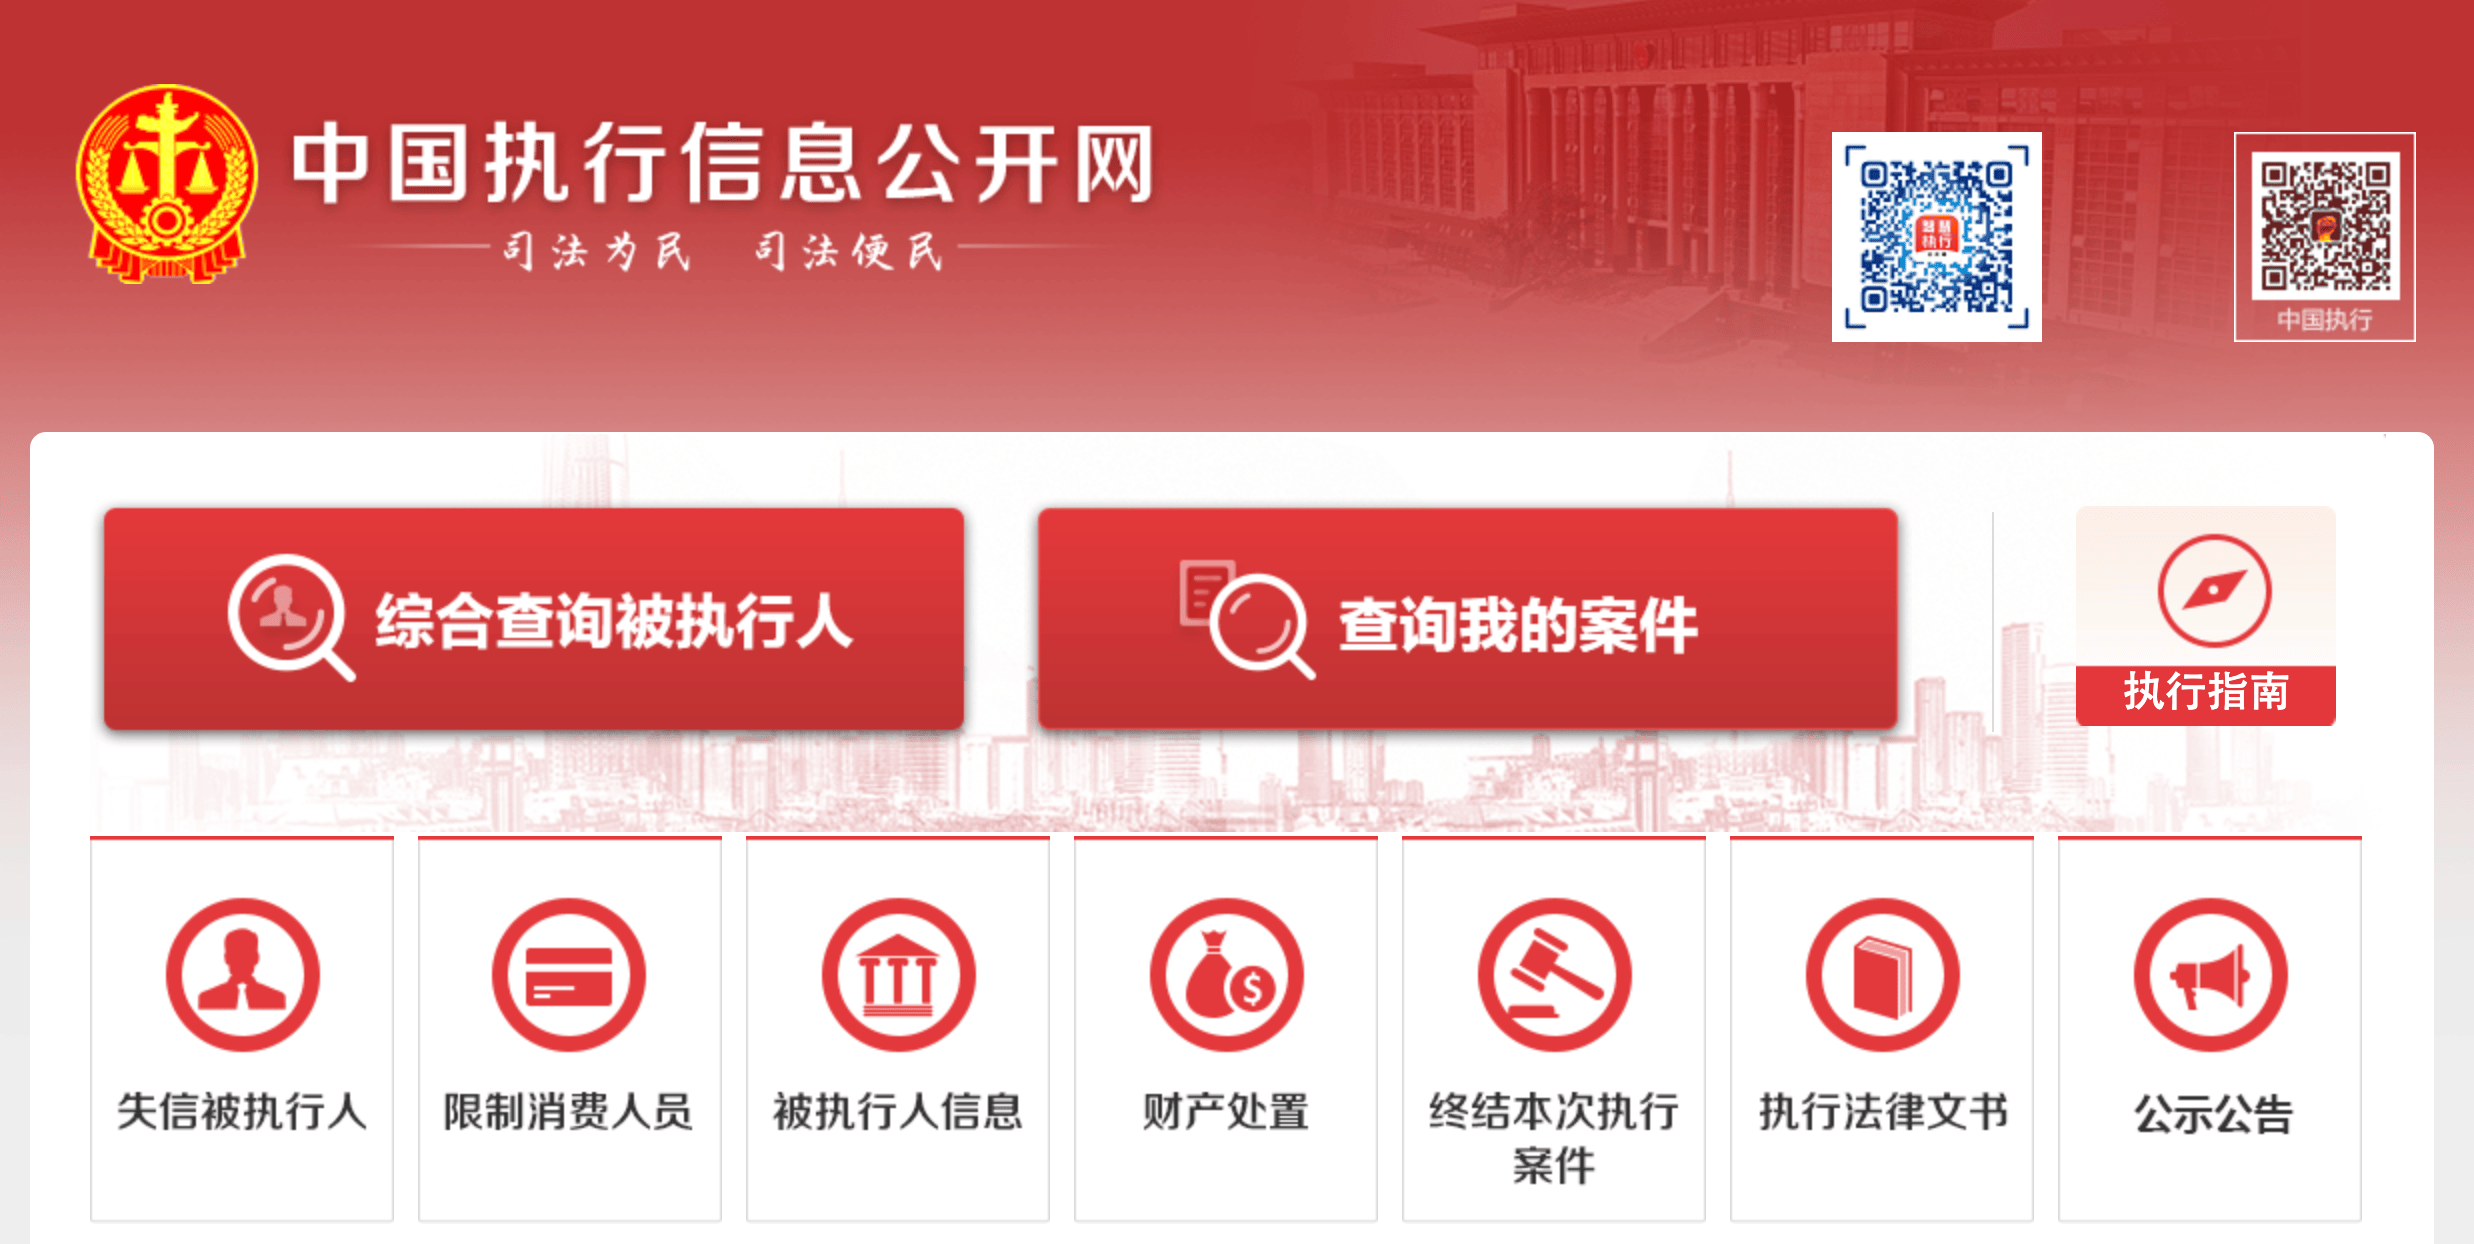 中国执行信息公开网
司法为民 司法便民
智慧
执行
中国执行
综合查询被执行人
查询我的案件
执行指南
失信被执行人
限制消费人员
被执行人信息
财产处置
终结本次执行
案件
执行法律文书
公示公告